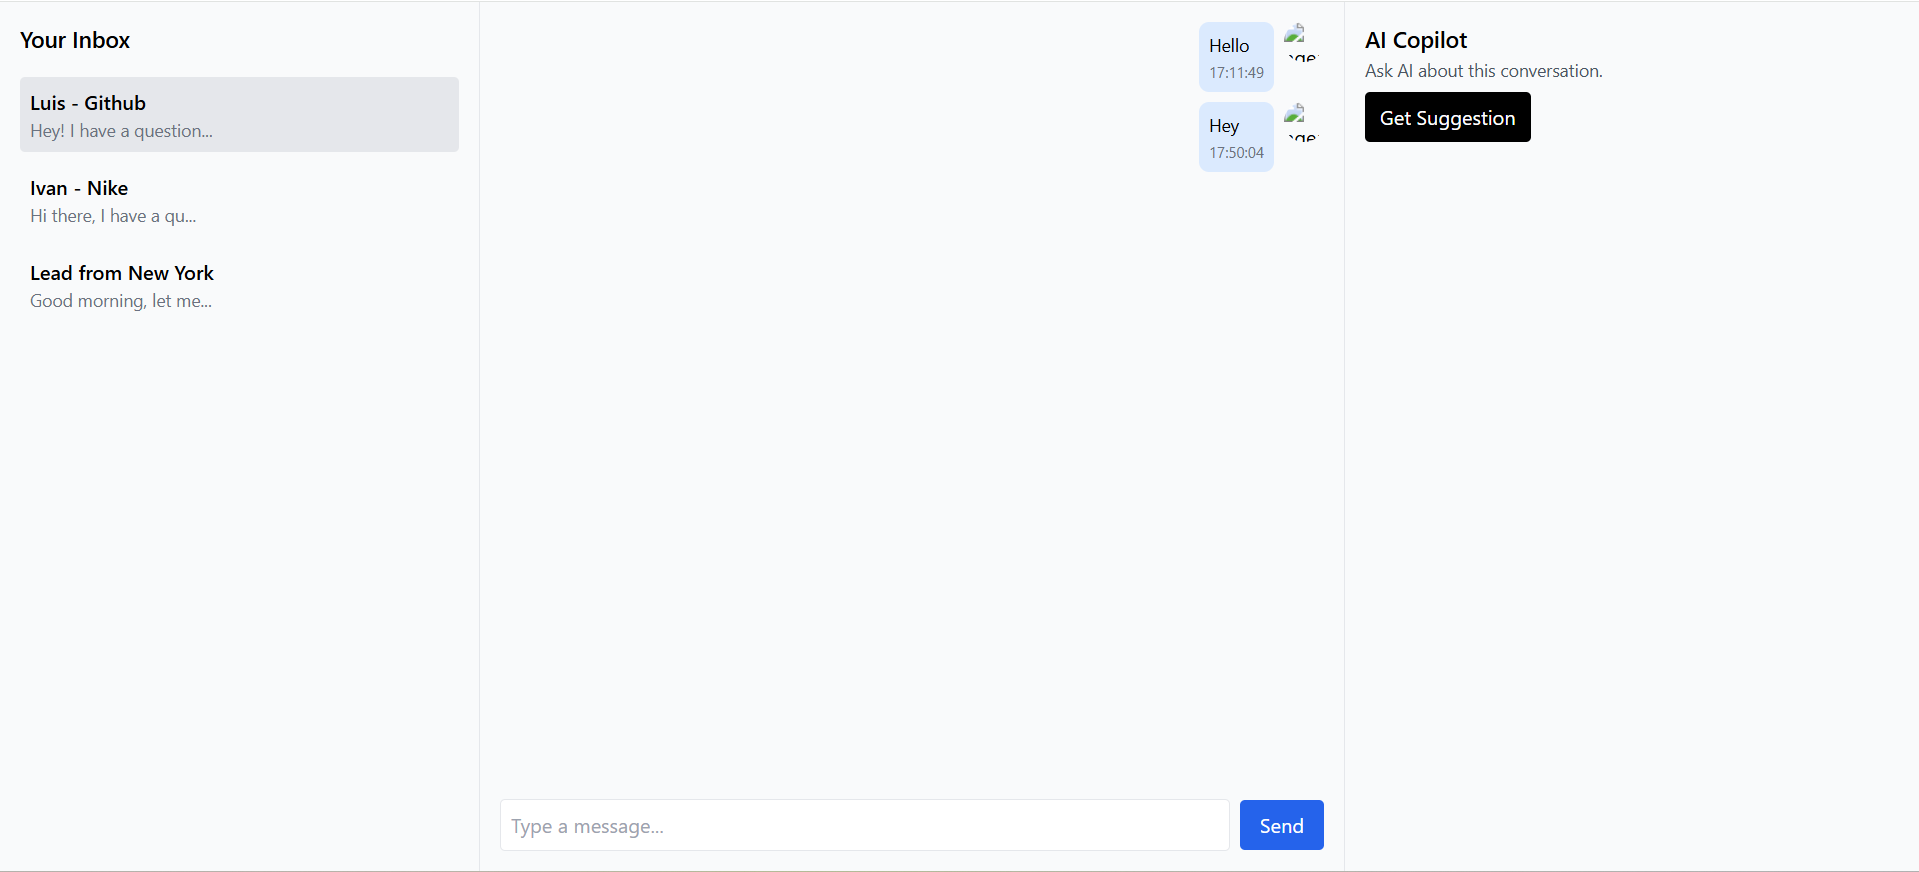 Your Inbox
Luis - Github
Hey! I have a question...
Ivan - Nike
Hi there, I have a qu...
Lead from New York
Good morning, let me...
Hello
17:11:49
Hey
17:50:04
Type a message...
Send
AI Copilot
Ask AI about this conversation.
Get Suggestion